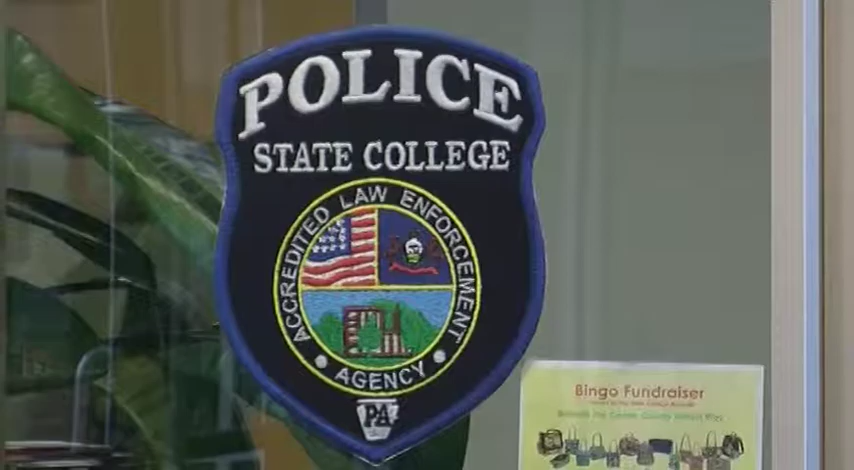 POLICE
STATE COLLEGE
ACCREDITED LAW ENFORCEMENT
AGENCY
PA
Bingo Fundraiser